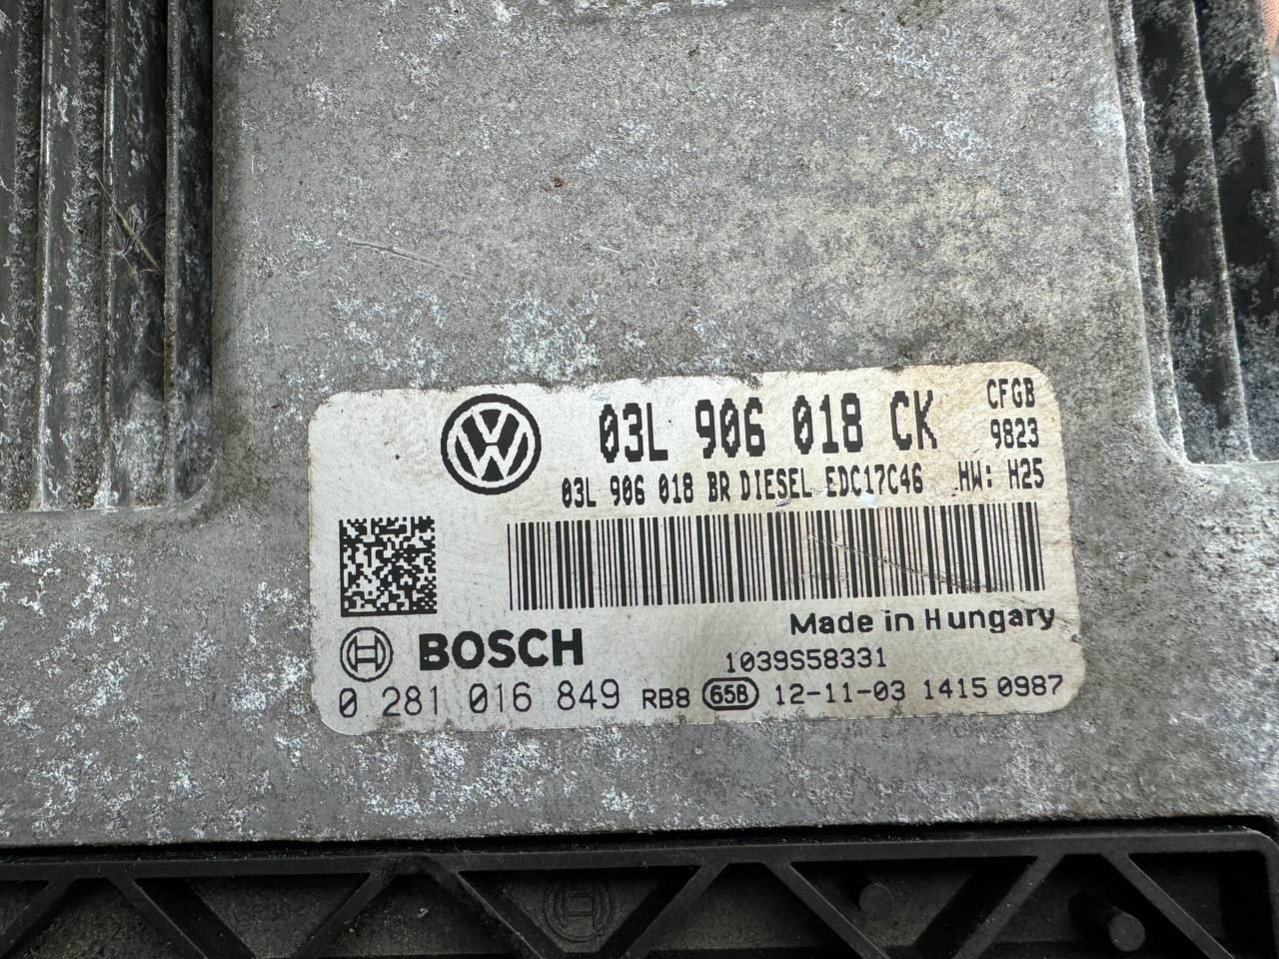 03L 906 018 CK CFGB
9823
03L 906 018 BR DIESEL EDC17C46 HW: H25
Made in Hungary
BOSCH
1039S58331
0 281 016 849 RB8 65B 12-11-03 1415 0987